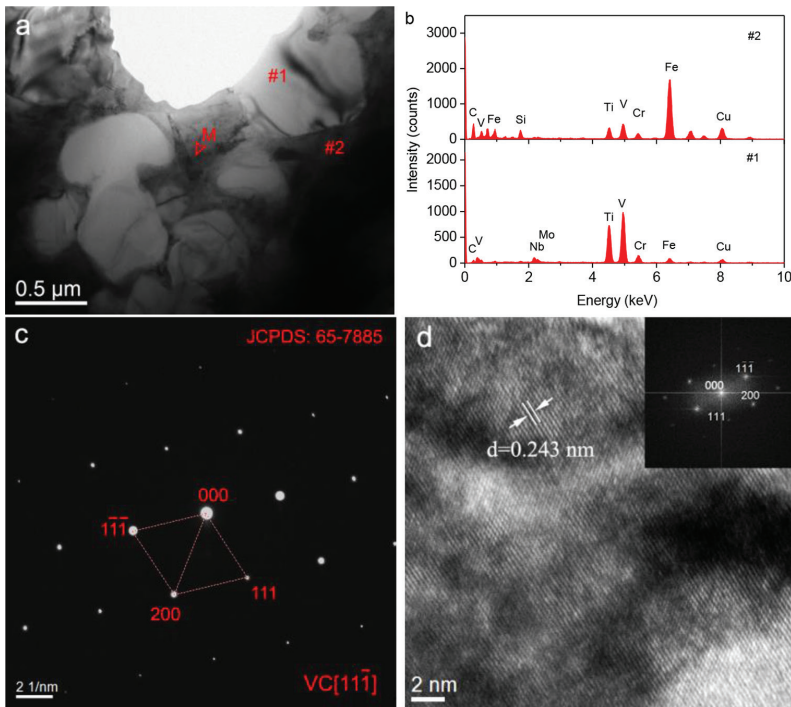 a
#1
#2
M
0.5 μm
b
#2
3000
2000
1000
0
C
V
Fe
Si
Ti
V
Cr
Fe
Cu
#1
2000
1500
1000
500
0
C
V
Nb
Mo
Ti
V
Cr
Fe
Cu
0 2 4 6 8 10
Energy (keV)
Intensity (counts)
c
JCPDS: 65-7885
000
11̅1̅
111
200
2 1/nm
VC[111̅]
d
d=0.243 nm
2 nm
11̅1̅
000
200
111